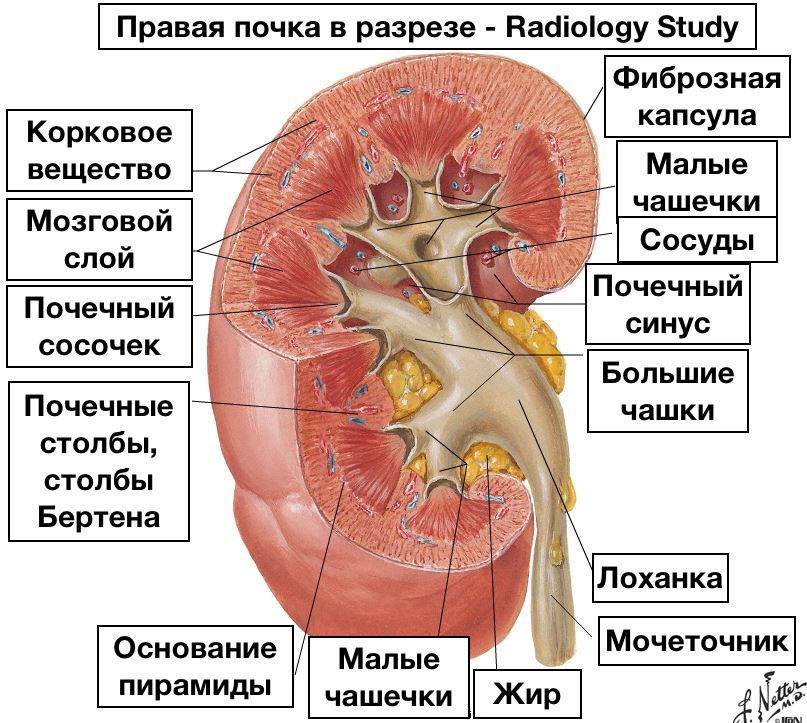 Правая почка в разрезе - Radiology Study
Фиброзная
капсула
Корковое
вещество
Малые
чашечки
Мозговой
слой
Сосуды
Почечный
синус
Почечный
сосочек
Большие
чашки
Почечные
столбы,
столбы
Бертена
Лоханка
Мочеточник
Основание
пирамиды
Малые
чашечки
Жир
F. Netter
M.D.